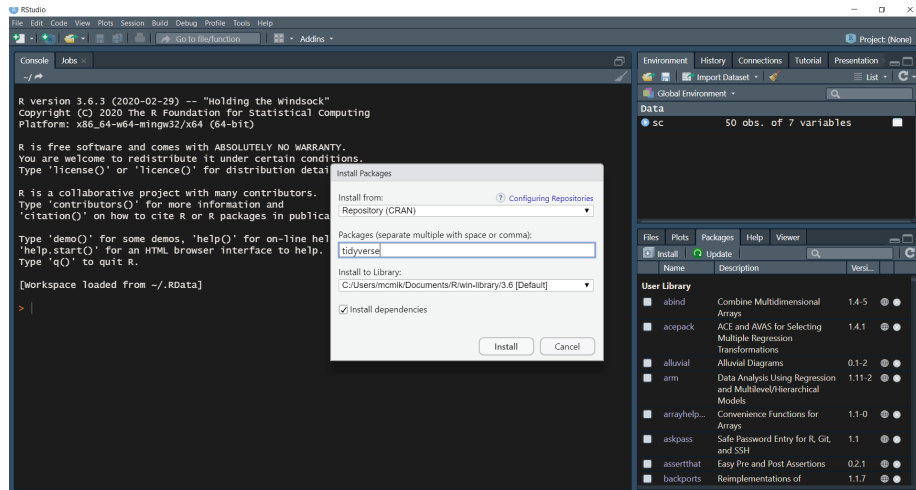 RStudio
File Edit Code View Plots Session Build Debug Profile Tools Help
Go to file/function Addins Project: (None)
Console Jobs
~/
R version 3.6.3 (2020-02-29) -- "Holding the Windsock"
Copyright (C) 2020 The R Foundation for Statistical Computing
Platform: x86_64-w64-mingw32/x64 (64-bit)
R is free software and comes with ABSOLUTELY NO WARRANTY.
You are welcome to redistribute it under certain conditions.
Type 'license()' or 'licence()' for distribution detai
R is a collaborative project with many contributors.
Type 'contributors()' for more information and
'citation()' on how to cite R or R packages in publica
Type 'demo()' for some demos, 'help()' for on-line hel
'help.start()' for an HTML browser interface to help.
Type 'q()' to quit R.
[Workspace loaded from ~/.RData]
>
Install Packages
Install from: Configuring Repositories
Repository (CRAN)
Packages (separate multiple with space or comma):
tidyverse
Install to Library:
C:/Users/mcmik/Documents/R/win-library/3.6 [Default]
Install dependencies
Install Cancel
Environment History Connections Tutorial Presentation
Import Dataset List
Global Environment
Data
sc 50 obs. of 7 variables
Files Plots Packages Help Viewer
Install Update
Name Description Versi...
User Library
abind Combine Multidimensional 1.4-5
Arrays
acepack ACE and AVAS for Selecting 1.4.1
Multiple Regression
Transformations
alluvial Alluvial Diagrams 0.1-2
arm Data Analysis Using Regression 1.11-2
and Multilevel/Hierarchical
Models
arrayhelp... Convenience Functions for 1.1-0
Arrays
askpass Safe Password Entry for R, Git, 1.1
and SSH
assertthat Easy Pre and Post Assertions 0.2.1
backports Reimplementations of 1.1.7